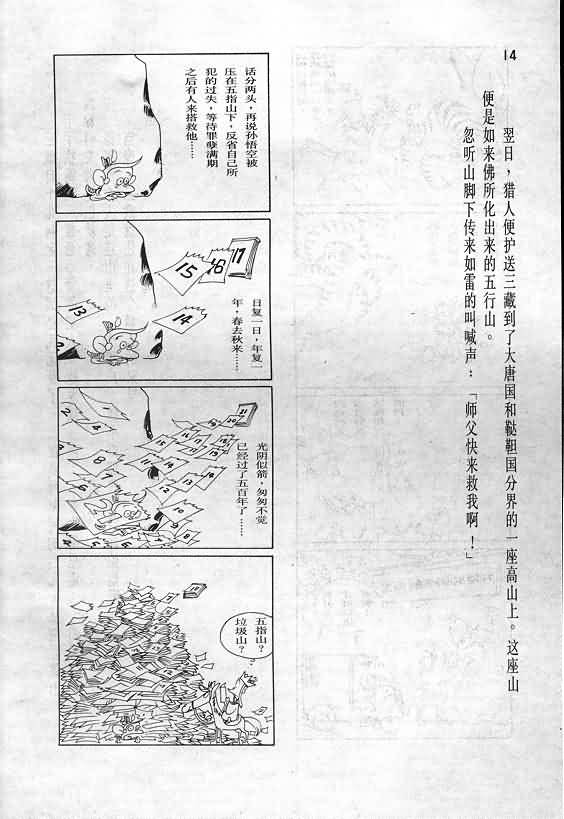 14
翌日，猎人便护送三藏到了大唐国和鞑靼国分界的一座高山上。这座山
便是如来佛所化出来的五行山。
忽听山脚下传来如雷的叫喊声：「师父快来救我啊！」
话分两头，再说孙悟空被
压在五指山下，反省自己所
犯的过失，等待罪孽满期
之后有人来搭救他……
17
16
15
14
13
日复一日，年复一
年，春去秋来……
光阴似箭，匆匆不觉
已经过了五百年了……
五指山？
垃圾山？